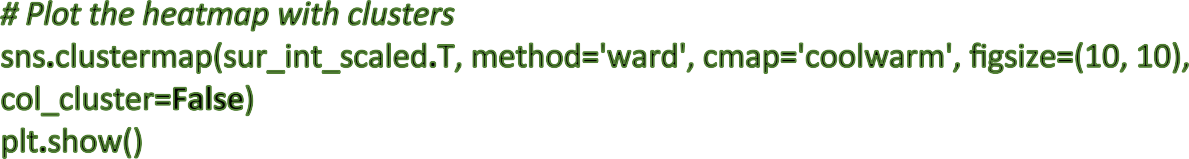 # Plot the heatmap with clusters
sns.clustermap(sur_int_scaled.T, method='ward', cmap='coolwarm', figsize=(10, 10),
col_cluster=False)
plt.show()